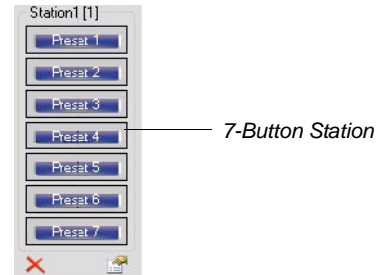 Station1 [1]
Preset 1
Preset 2
Preset 3
Preset 4
7-Button Station
Preset 5
Preset 6
Preset 7